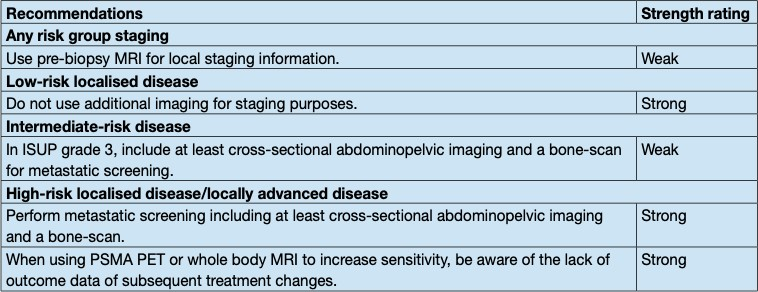 Recommendations Strength rating
Any risk group staging
Use pre-biopsy MRI for local staging information. Weak
Low-risk localised disease
Do not use additional imaging for staging purposes. Strong
Intermediate-risk disease
In ISUP grade 3, include at least cross-sectional abdominopelvic imaging and a bone-scan Weak
for metastatic screening.
High-risk localised disease/locally advanced disease
Perform metastatic screening including at least cross-sectional abdominopelvic imaging Strong
and a bone-scan.
When using PSMA PET or whole body MRI to increase sensitivity, be aware of the lack of Strong
outcome data of subsequent treatment changes.